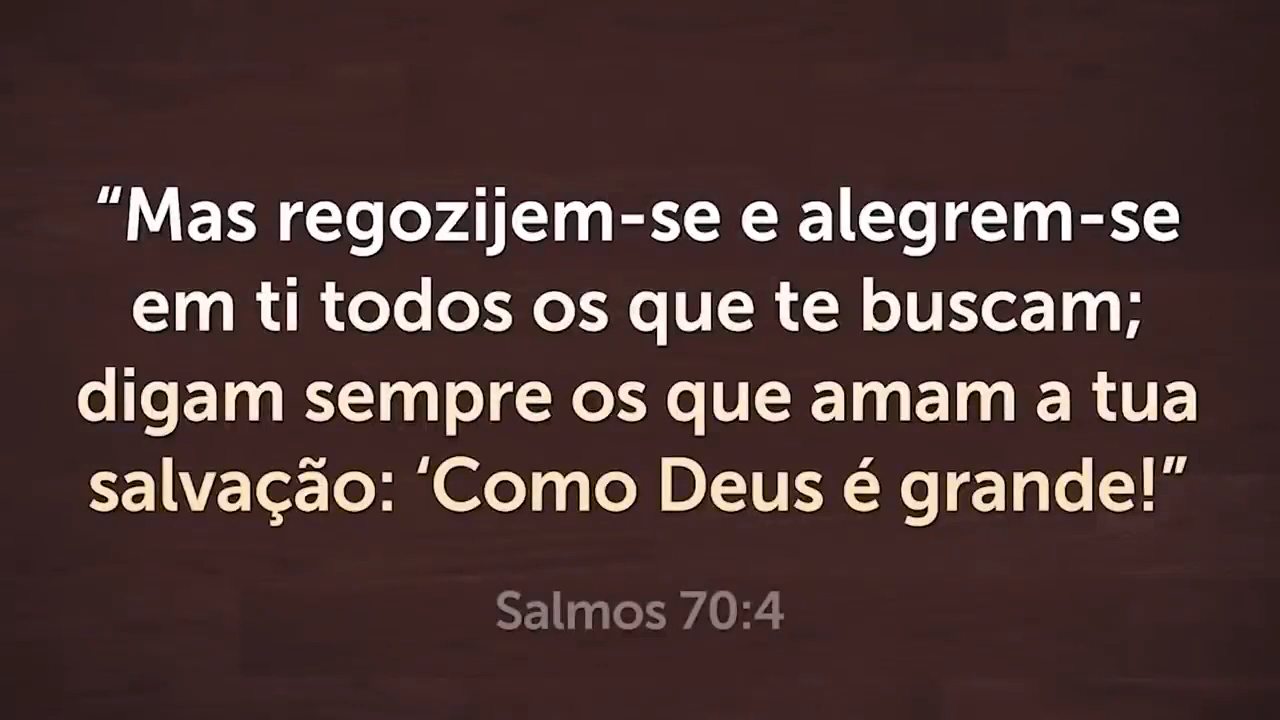 “Mas regozijem-se e alegrem-se
em ti todos os que te buscam;
digam sempre os que amam a tua
salvação: ‘Como Deus é grande!”
Salmos 70:4